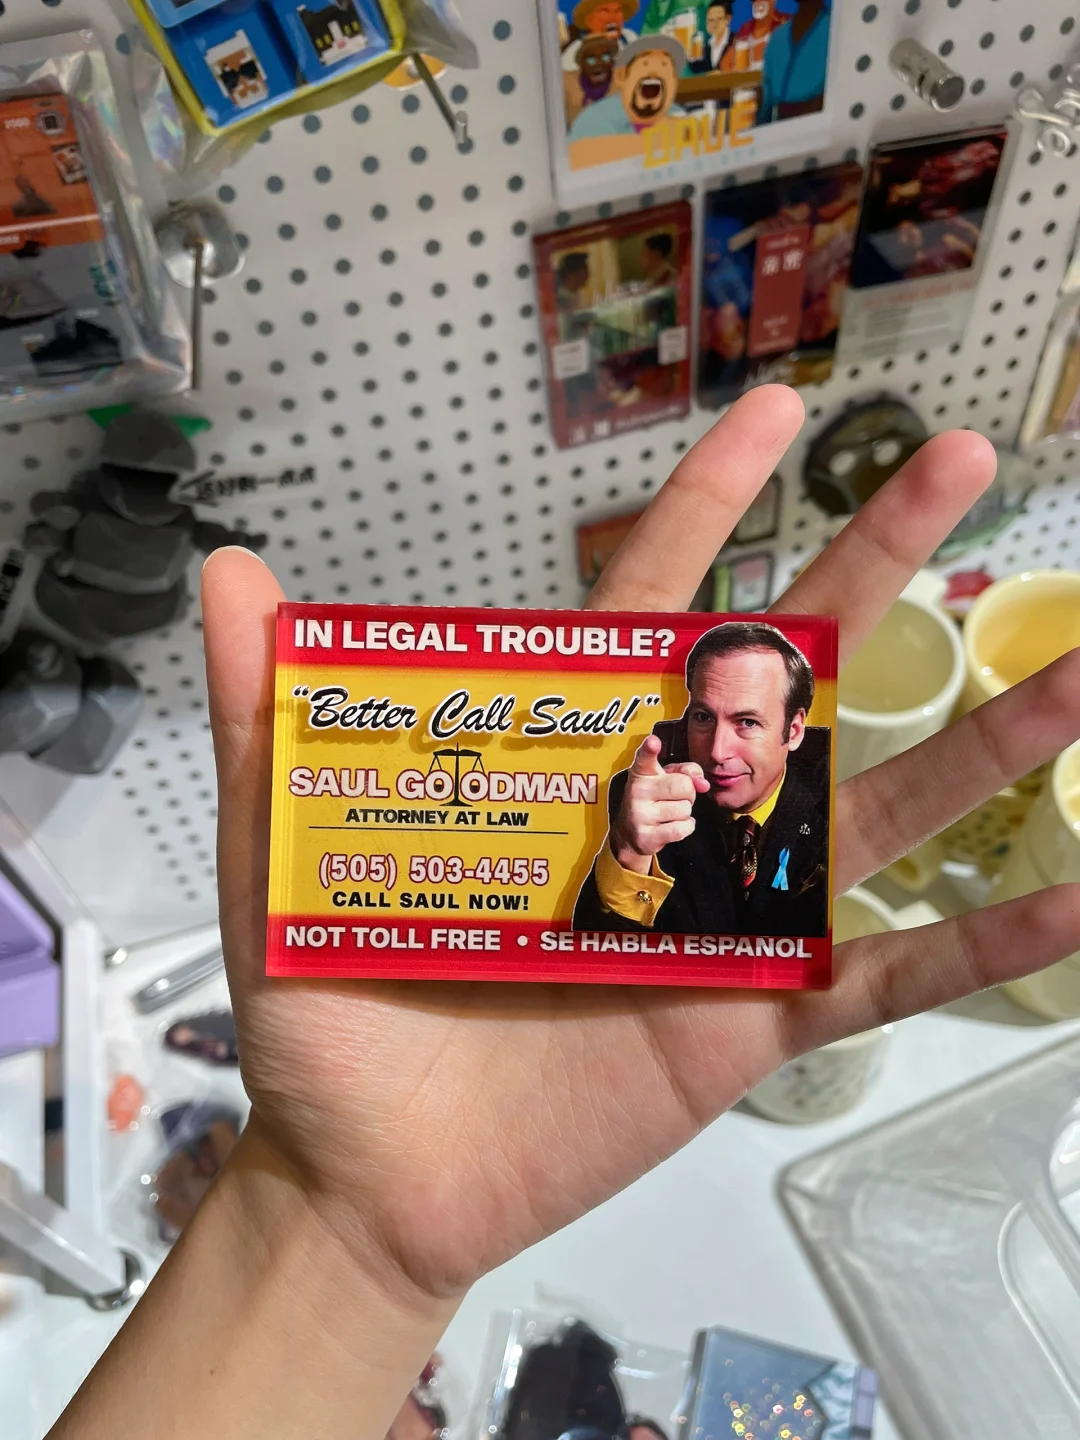 DAVE
IN LEGAL TROUBLE?
“Better Call Saul!”
SAUL GOODMAN
ATTORNEY AT LAW
(505) 503-4455
CALL SAUL NOW!
NOT TOLL FREE • SE HABLA ESPANOL